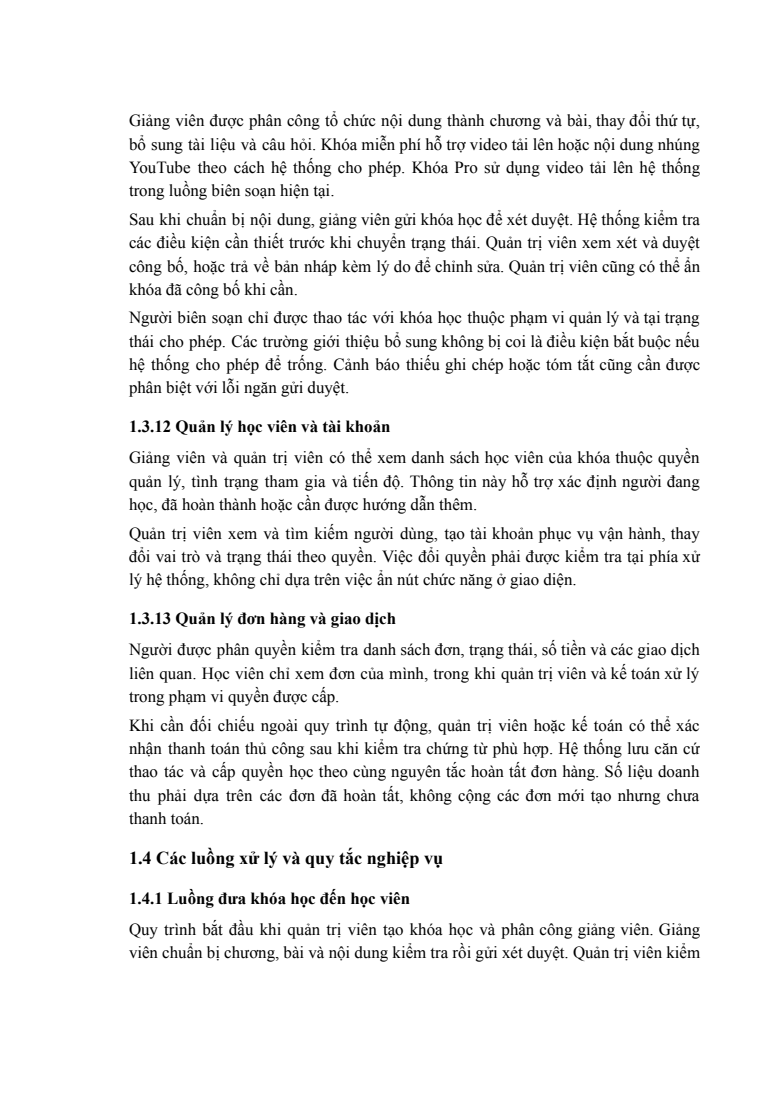 Giảng viên được phân công tổ chức nội dung thành chương và bài, thay đổi thứ tự,
bổ sung tài liệu và câu hỏi. Khóa miễn phí hỗ trợ video tải lên hoặc nội dung nhúng
YouTube theo cách hệ thống cho phép. Khóa Pro sử dụng video tải lên hệ thống
trong luồng biên soạn hiện tại.
Sau khi chuẩn bị nội dung, giảng viên gửi khóa học để xét duyệt. Hệ thống kiểm tra
các điều kiện cần thiết trước khi chuyển trạng thái. Quản trị viên xem xét và duyệt
công bố, hoặc trả về bản nháp kèm lý do để chỉnh sửa. Quản trị viên cũng có thể ẩn
khóa đã công bố khi cần.
Người biên soạn chỉ được thao tác với khóa học thuộc phạm vi quản lý và tại trạng
thái cho phép. Các trường giới thiệu bổ sung không bị coi là điều kiện bắt buộc nếu
hệ thống cho phép để trống. Cảnh báo thiếu ghi chép hoặc tóm tắt cũng cần được
phân biệt với lỗi ngăn gửi duyệt.
1.3.12 Quản lý học viên và tài khoản
Giảng viên và quản trị viên có thể xem danh sách học viên của khóa thuộc quyền
quản lý, tình trạng tham gia và tiến độ. Thông tin này hỗ trợ xác định người đang
học, đã hoàn thành hoặc cần được hướng dẫn thêm.
Quản trị viên xem và tìm kiếm người dùng, tạo tài khoản phục vụ vận hành, thay
đổi vai trò và trạng thái theo quyền. Việc đổi quyền phải được kiểm tra tại phía xử
lý hệ thống, không chỉ dựa trên việc ẩn nút chức năng ở giao diện.
1.3.13 Quản lý đơn hàng và giao dịch
Người được phân quyền kiểm tra danh sách đơn, trạng thái, số tiền và các giao dịch
liên quan. Học viên chỉ xem đơn của mình, trong khi quản trị viên và kế toán xử lý
trong phạm vi quyền được cấp.
Khi cần đối chiếu ngoài quy trình tự động, quản trị viên hoặc kế toán có thể xác
nhận thanh toán thủ công sau khi kiểm tra chứng từ phù hợp. Hệ thống lưu căn cứ
thao tác và cấp quyền học theo cùng nguyên tắc hoàn tất đơn hàng. Số liệu doanh
thu phải dựa trên các đơn đã hoàn tất, không cộng các đơn mới tạo nhưng chưa
thanh toán.
1.4 Các luồng xử lý và quy tắc nghiệp vụ
1.4.1 Luồng đưa khóa học đến học viên
Quy trình bắt đầu khi quản trị viên tạo khóa học và phân công giảng viên. Giảng
viên chuẩn bị chương, bài và nội dung kiểm tra rồi gửi xét duyệt. Quản trị viên kiểm